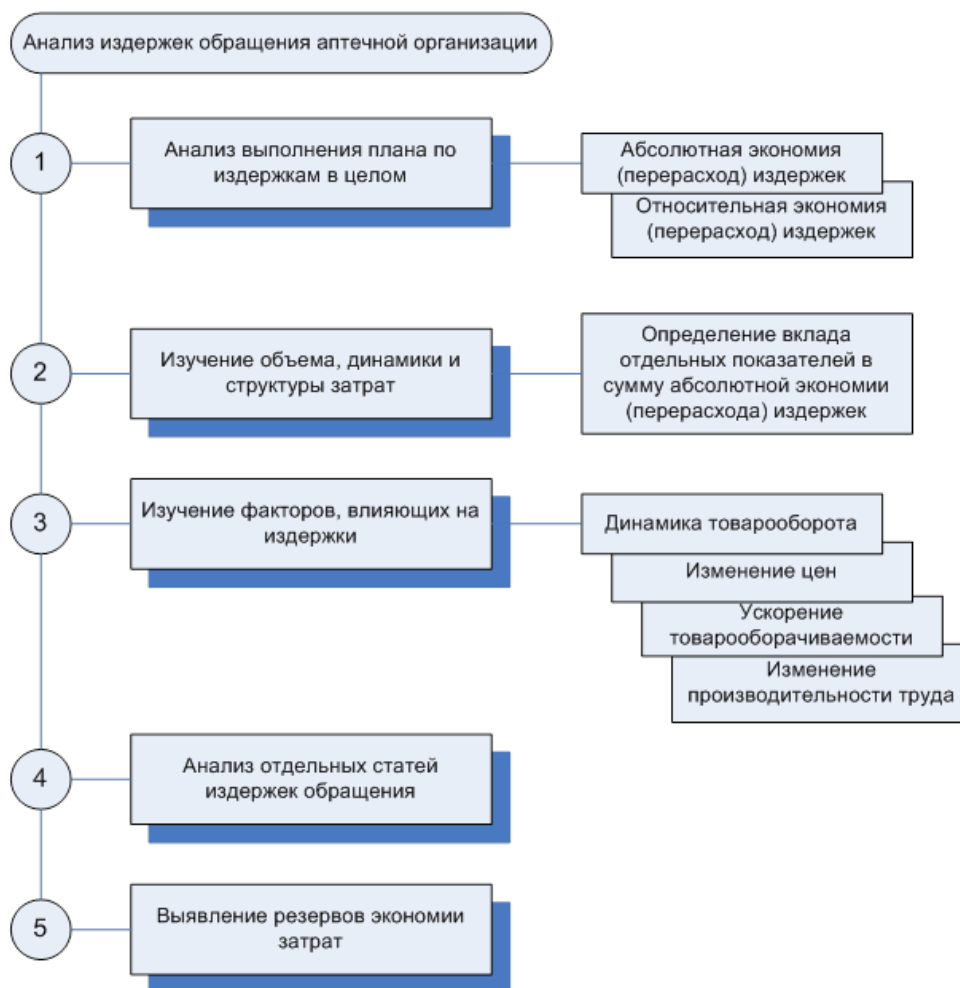 Анализ издержек обращения аптечной организации
1
Анализ выполнения плана по
издержкам в целом
Абсолютная экономия
(перерасход) издержек
Относительная экономия
(перерасход) издержек
2
Изучение объема, динамики и
структуры затрат
Определение вклада
отдельных показателей в
сумму абсолютной экономии
(перерасхода) издержек
3
Изучение факторов, влияющих на
издержки
Динамика товарооборота
Изменение цен
Ускорение
товарооборачиваемости
Изменение
производительности труда
4
Анализ отдельных статей
издержек обращения
5
Выявление резервов экономии
затрат